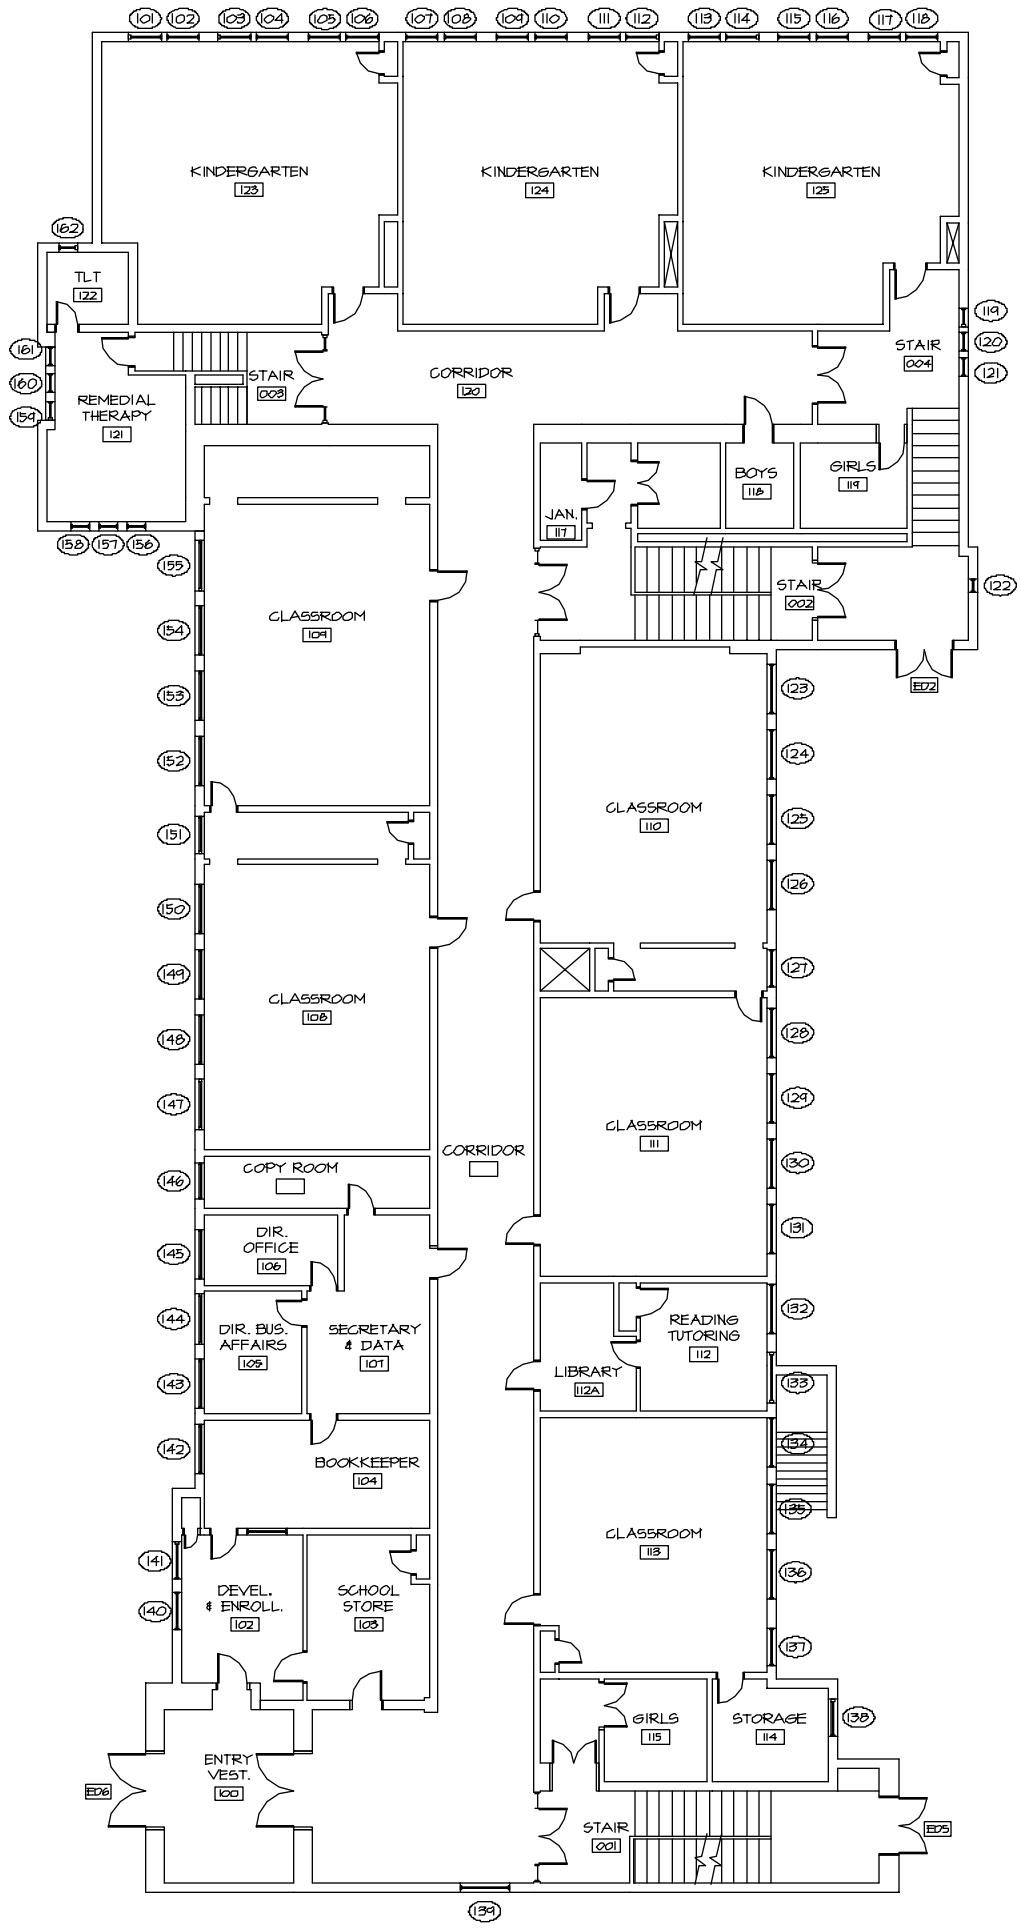 101 102 103 104 105 106 107 108 109 110 111 112 113 114 115 116 117 118
KINDERGARTEN
123
KINDERGARTEN
124
KINDERGARTEN
125
162
TLT
122
119
120
121
STAIR
004
161
160
159
STAIR
003
CORRIDOR
120
REMEDIAL
THERAPY
121
BOYS
118
GIRLS
119
JAN.
117
158 157 156
155
154
153
152
151
150
149
148
147
146
145
144
143
142
141
140
CLASSROOM
109
STAIR
002
122
E02
123
124
125
126
127
128
129
130
131
132
133
134
135
136
137
138
CLASSROOM
110
CLASSROOM
108
CLASSROOM
111
CORRIDOR
COPY ROOM
DIR.
OFFICE
106
DIR. BUS.
AFFAIRS
105
SECRETARY
& DATA
107
READING
TUTORING
112
LIBRARY
112A
BOOKKEEPER
104
CLASSROOM
113
DEVEL.
& ENROLL.
102
SCHOOL
STORE
103
GIRLS
115
STORAGE
114
ENTRY
VEST.
100
E06
STAIR
001
E05
139